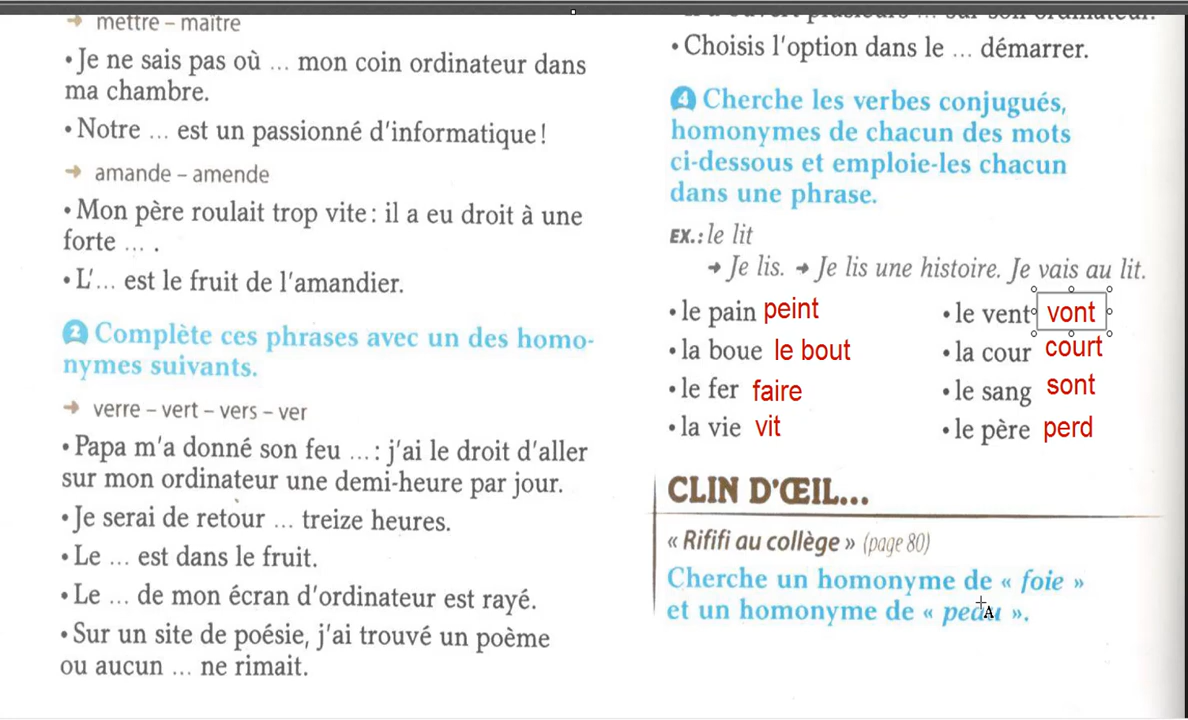 ➜ mettre – maître
• Je ne sais pas où … mon coin ordinateur dans
ma chambre.
• Notre … est un passionné d'informatique !
➜ amande – amende
• Mon père roulait trop vite : il a eu droit à une
forte … .
• L'… est le fruit de l'amandier.
2 Complète ces phrases avec un des homo-
nymes suivants.
➜ verre – vert – vers – ver
• Papa m'a donné son feu … : j'ai le droit d'aller
sur mon ordinateur une demi-heure par jour.
• Je serai de retour … treize heures.
• Le … est dans le fruit.
• Le … de mon écran d'ordinateur est rayé.
• Sur un site de poésie, j'ai trouvé un poème
ou aucun … ne rimait.
plusieurs … sur son ordinateur.
• Choisis l'option dans le … démarrer.
4 Cherche les verbes conjugués,
homonymes de chacun des mots
ci-dessous et emploie-les chacun
dans une phrase.
EX. : le lit
➜ Je lis. ➜ Je lis une histoire. Je vais au lit.
• le pain peint
• la boue le bout
• le fer faire
• la vie vit
• le vent vont
• la cour court
• le sang sont
• le père perd
CLIN D'ŒIL…
« Rififi au collège » (page 80)
Cherche un homonyme de « foie »
et un homonyme de « peau ».